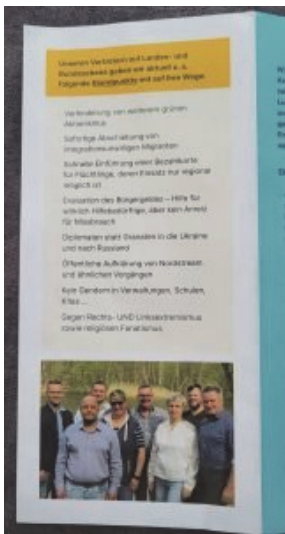 Unseren Vertretern auf Landes- und
Bundesebene geben wir aktuell u. a.
folgende Standpunkte mit auf ihre Wege:
Verhinderung von weiterem grünen
Aktionismus
Sofortige Abschiebung von
integrationsunwilligen Migranten
Schnelle Einführung einer Bezahlkarte
für Flüchtlinge, deren Einsatz nur regional
möglich ist
Evaluation des Bürgergeldes – Hilfe für
wirklich Hilfebedürftige, aber kein Anreiz
für Missbrauch
Diplomaten statt Granaten in die Ukraine
und nach Russland
Öffentliche Aufklärung von Nordstream
und ähnlichen Vorgängen
Kein Gendern in Verwaltungen, Schulen,
Kitas ...
Gegen Rechts- UND Linksextremismus
sowie religiösen Fanatismus